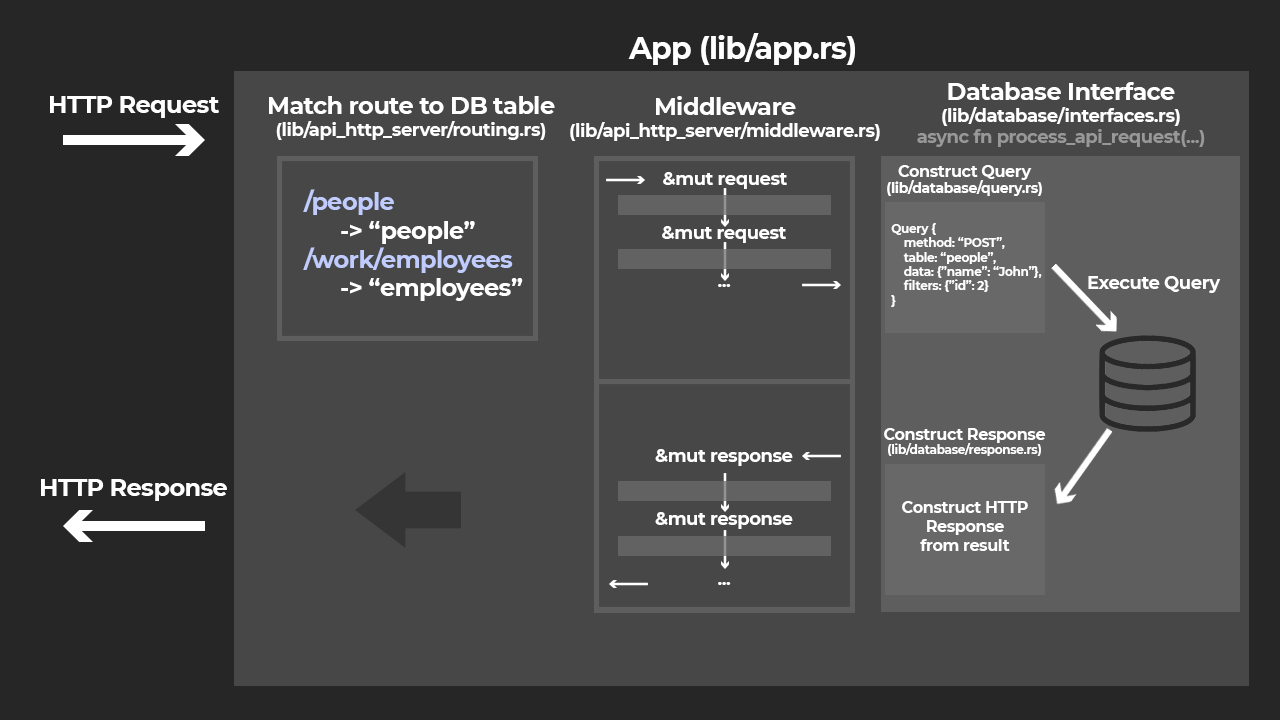 App (lib/app.rs)
HTTP Request
Match route to DB table
(lib/api_http_server/routing.rs)
/people
-> “people”
/work/employees
-> “employees”
Middleware
(lib/api_http_server/middleware.rs)
&mut request
&mut request
...
&mut response
&mut response
...
Database Interface
(lib/database/interfaces.rs)
async fn process_api_request(...)
Construct Query
(lib/database/query.rs)
Query {
method: “POST”,
table: “people”,
data: {”name”: “John”},
filters: {”id”: 2}
}
Execute Query
Construct Response
(lib/database/response.rs)
Construct HTTP
Response
from result
HTTP Response